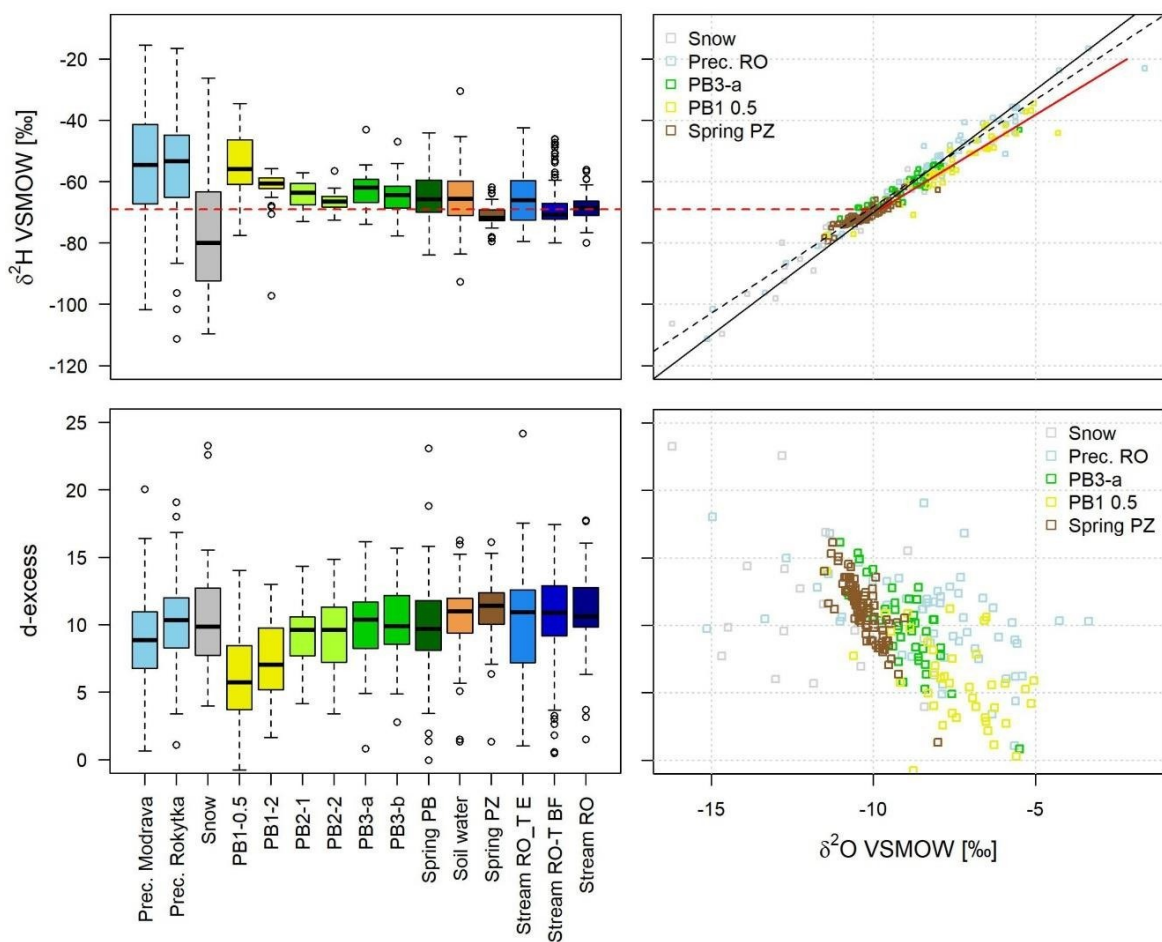 δ²H VSMOW [‰]
-20
-40
-60
-80
-100
-120
Snow
Prec. RO
PB3-a
PB1 0.5
Spring PZ
d-excess
25
20
15
10
5
0
Snow
Prec. RO
PB3-a
PB1 0.5
Spring PZ
Prec. Modrava
Prec. Rokytka
Snow
PB1-0.5
PB1-2
PB2-1
PB2-2
PB3-a
PB3-b
Spring PB
Soil water
Spring PZ
Stream RO_T E
Stream RO-T BF
Stream RO
-15
-10
-5
δ²O VSMOW [‰]